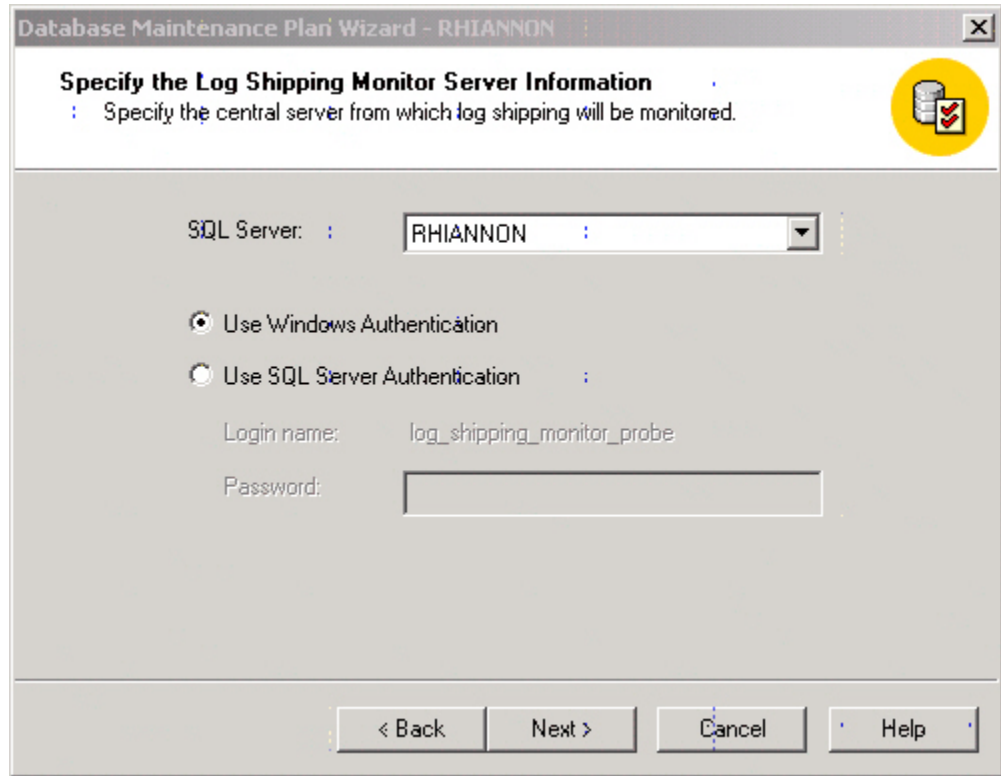 Database Maintenance Plan Wizard - RHIANNON
Specify the Log Shipping Monitor Server Information
Specify the central server from which log shipping will be monitored.
SQL Server: RHIANNON
Use Windows Authentication
Use SQL Server Authentication
Login name: log_shipping_monitor_probe
Password:
< Back Next > Cancel Help